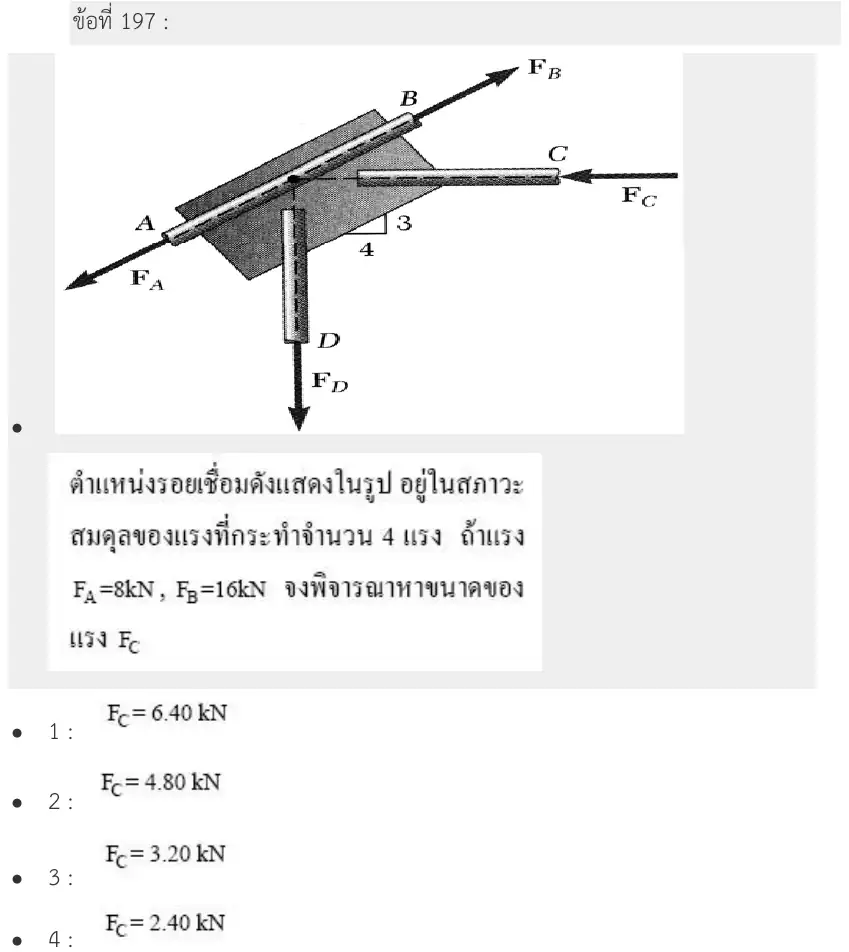 ข้อที่ 197 :
F_B
B
C
F_C
A
3
4
F_A
D
F_D
ตำแหน่งรอยเชื่อมดังแสดงในรูป อยู่ในสภาวะ
สมดุลของแรงที่กระทำจำนวน 4 แรง ถ้าแรง
F_A=8kN , F_B=16kN จงพิจารณาหาขนาดของ
แรง F_C
1 : F_C= 6.40 kN
2 : F_C= 4.80 kN
3 : F_C= 3.20 kN
4 : F_C= 2.40 kN